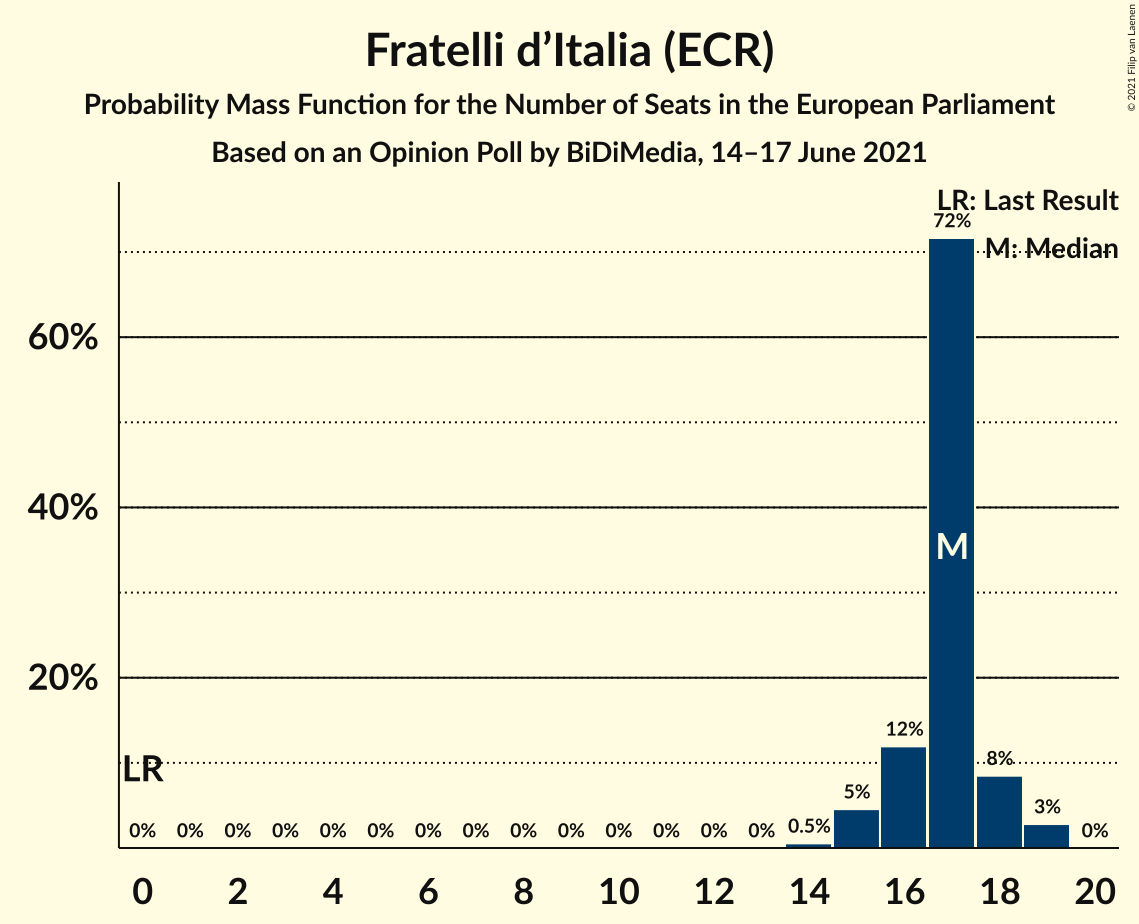 Fratelli d’Italia (ECR)
Probability Mass Function for the Number of Seats in the European Parliament
Based on an Opinion Poll by BiDiMedia, 14–17 June 2021
© 2021 Filip van Laenen
LR: Last Result
M: Median
72%
60%
40%
20%
M
LR
0% 0% 0% 0% 0% 0% 0% 0% 0% 0% 0% 0% 0% 0% 0.5% 5% 12% 8% 3% 0%
0 2 4 6 8 10 12 14 16 18 20